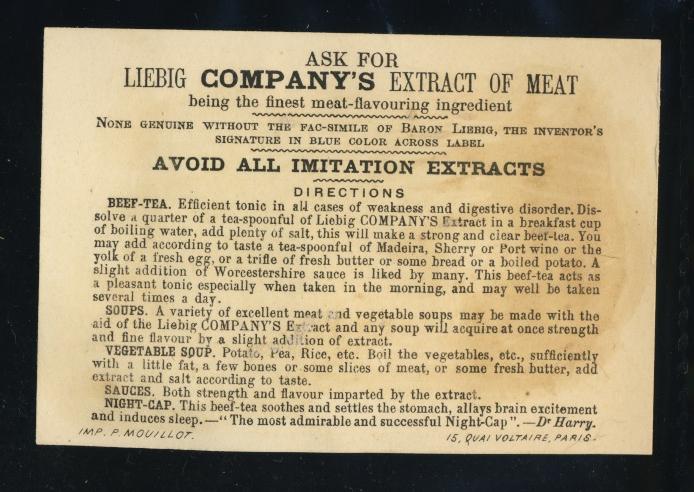 ASK FOR
LIEBIG COMPANY'S EXTRACT OF MEAT
being the finest meat-flavouring ingredient
NONE GENUINE WITHOUT THE FAC-SIMILE OF BARON LIEBIG, THE INVENTOR'S
SIGNATURE IN BLUE COLOR ACROSS LABEL
AVOID ALL IMITATION EXTRACTS
DIRECTIONS
BEEF-TEA. Efficient tonic in all cases of weakness and digestive disorder. Dis-
solve a quarter of a tea-spoonful of Liebig COMPANY'S Extract in a breakfast cup
of boiling water, add plenty of salt, this will make a strong and clear beef-tea. You
may add according to taste a tea-spoonful of Madeira, Sherry or Port wine or the
yolk of a fresh egg, or a trifle of fresh butter or some bread or a boiled potato. A
slight addition of Worcestershire sauce is liked by many. This beef-tea acts as
a pleasant tonic especially when taken in the morning, and may well be taken
several times a day.
SOUPS. A variety of excellent meat and vegetable soups may be made with the
aid of the Liebig COMPANY'S Extract and any soup will acquire at once strength
and fine flavour by a slight addition of extract.
VEGETABLE SOUP. Potato, Pea, Rice, etc. Boil the vegetables, etc., sufficiently
with a little fat, a few bones or some slices of meat, or some fresh butter, add
extract and salt according to taste.
SAUCES. Both strength and flavour imparted by the extract.
NIGHT-CAP. This beef-tea soothes and settles the stomach, allays brain excitement
and induces sleep.—"The most admirable and successful Night-Cap".—Dr Harry.
IMP. P. MOUILLOT. 15, QUAI VOLTAIRE, PARIS-